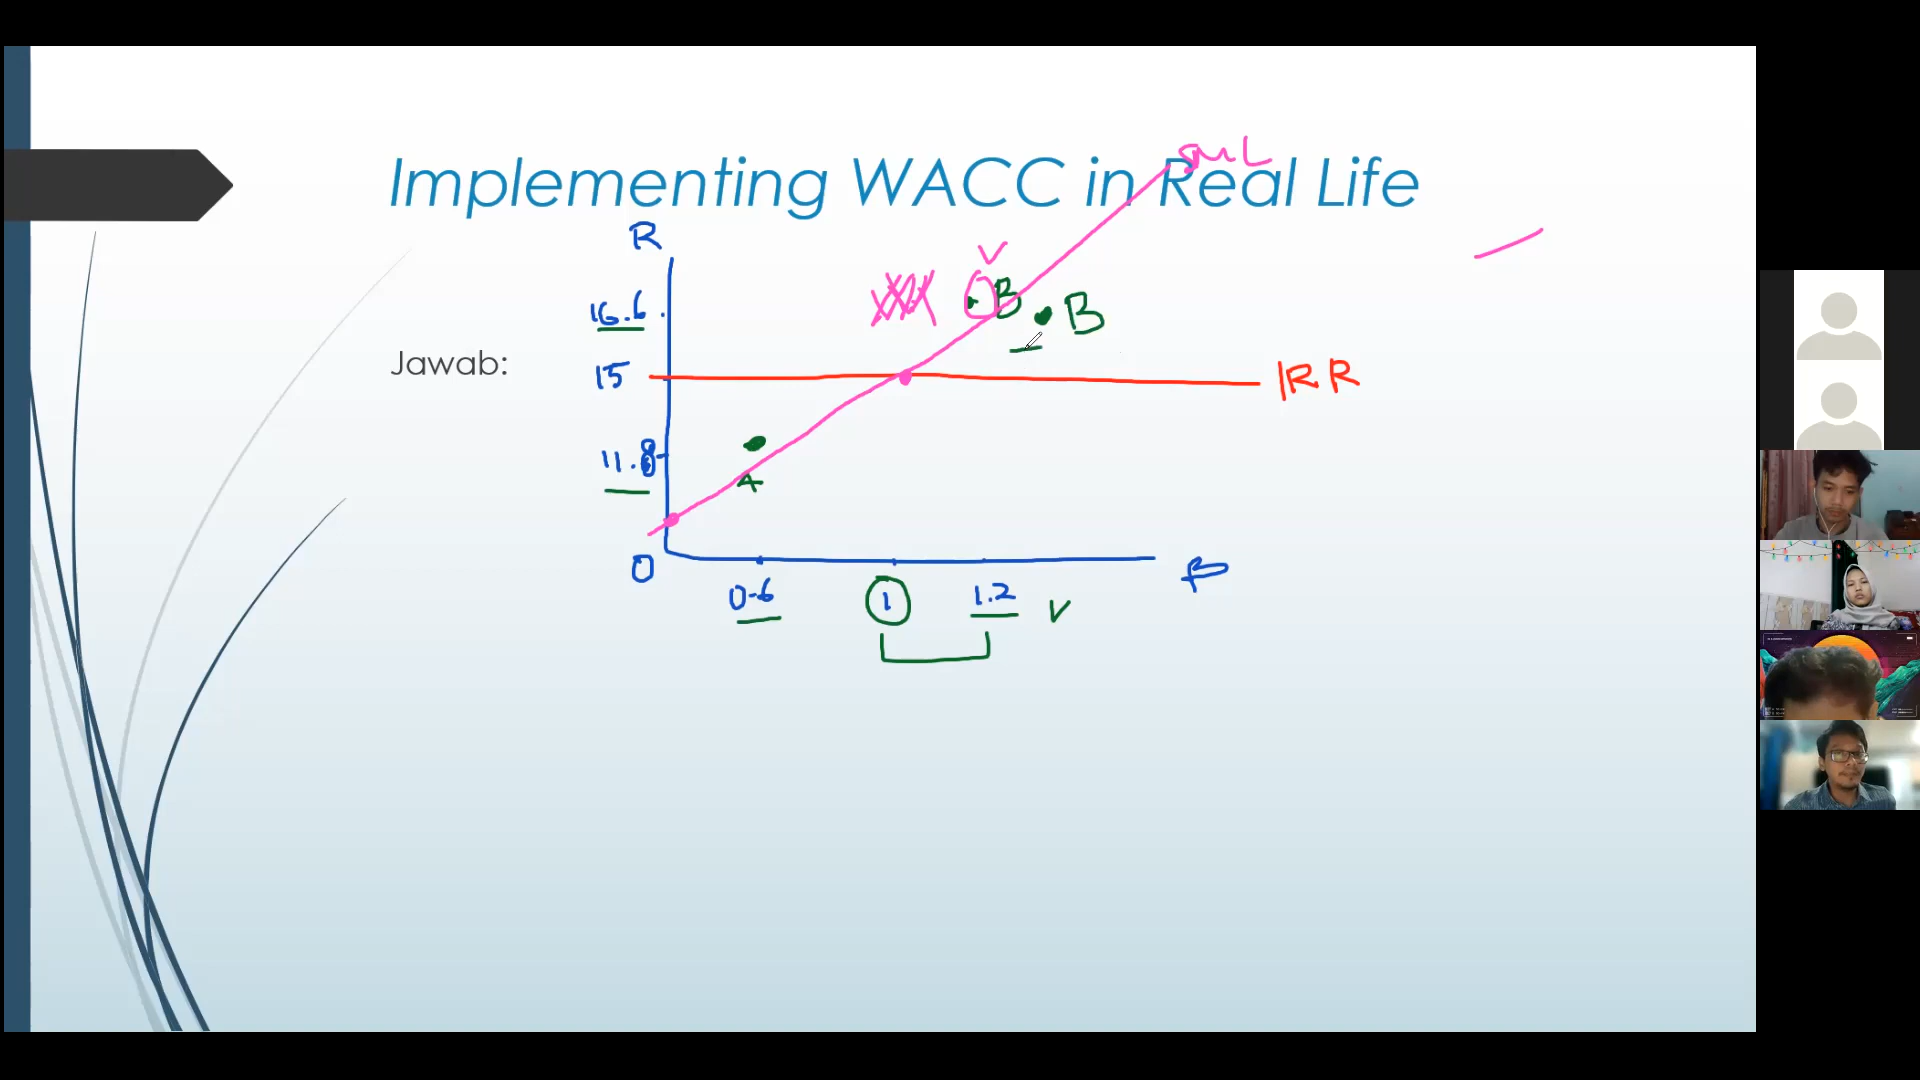 Implementing WACC in Real Life
SML
R
V
B
B
16.6
Jawab:
15
IRR
11.8
A
0
0.6
1
1.2
V
β